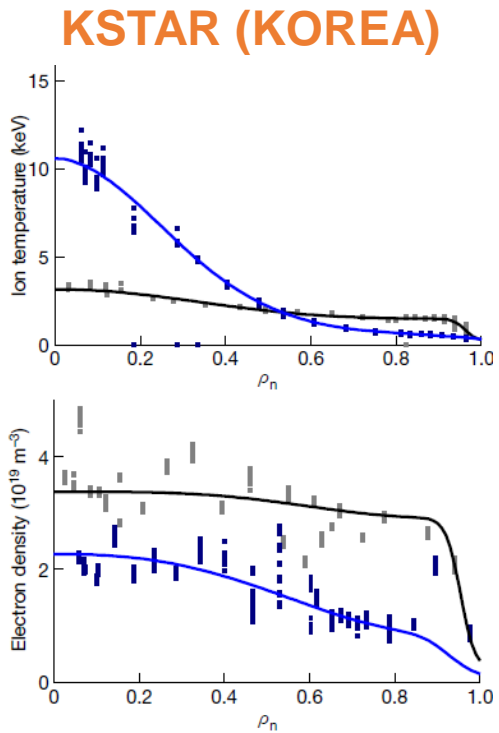 KSTAR (KOREA)
15
10
5
0
Ion temperature (keV)
0 0.2 0.4 0.6 0.8 1.0
ρn
4
2
0
Electron density (10¹⁹ m⁻³)
0 0.2 0.4 0.6 0.8 1.0
ρn